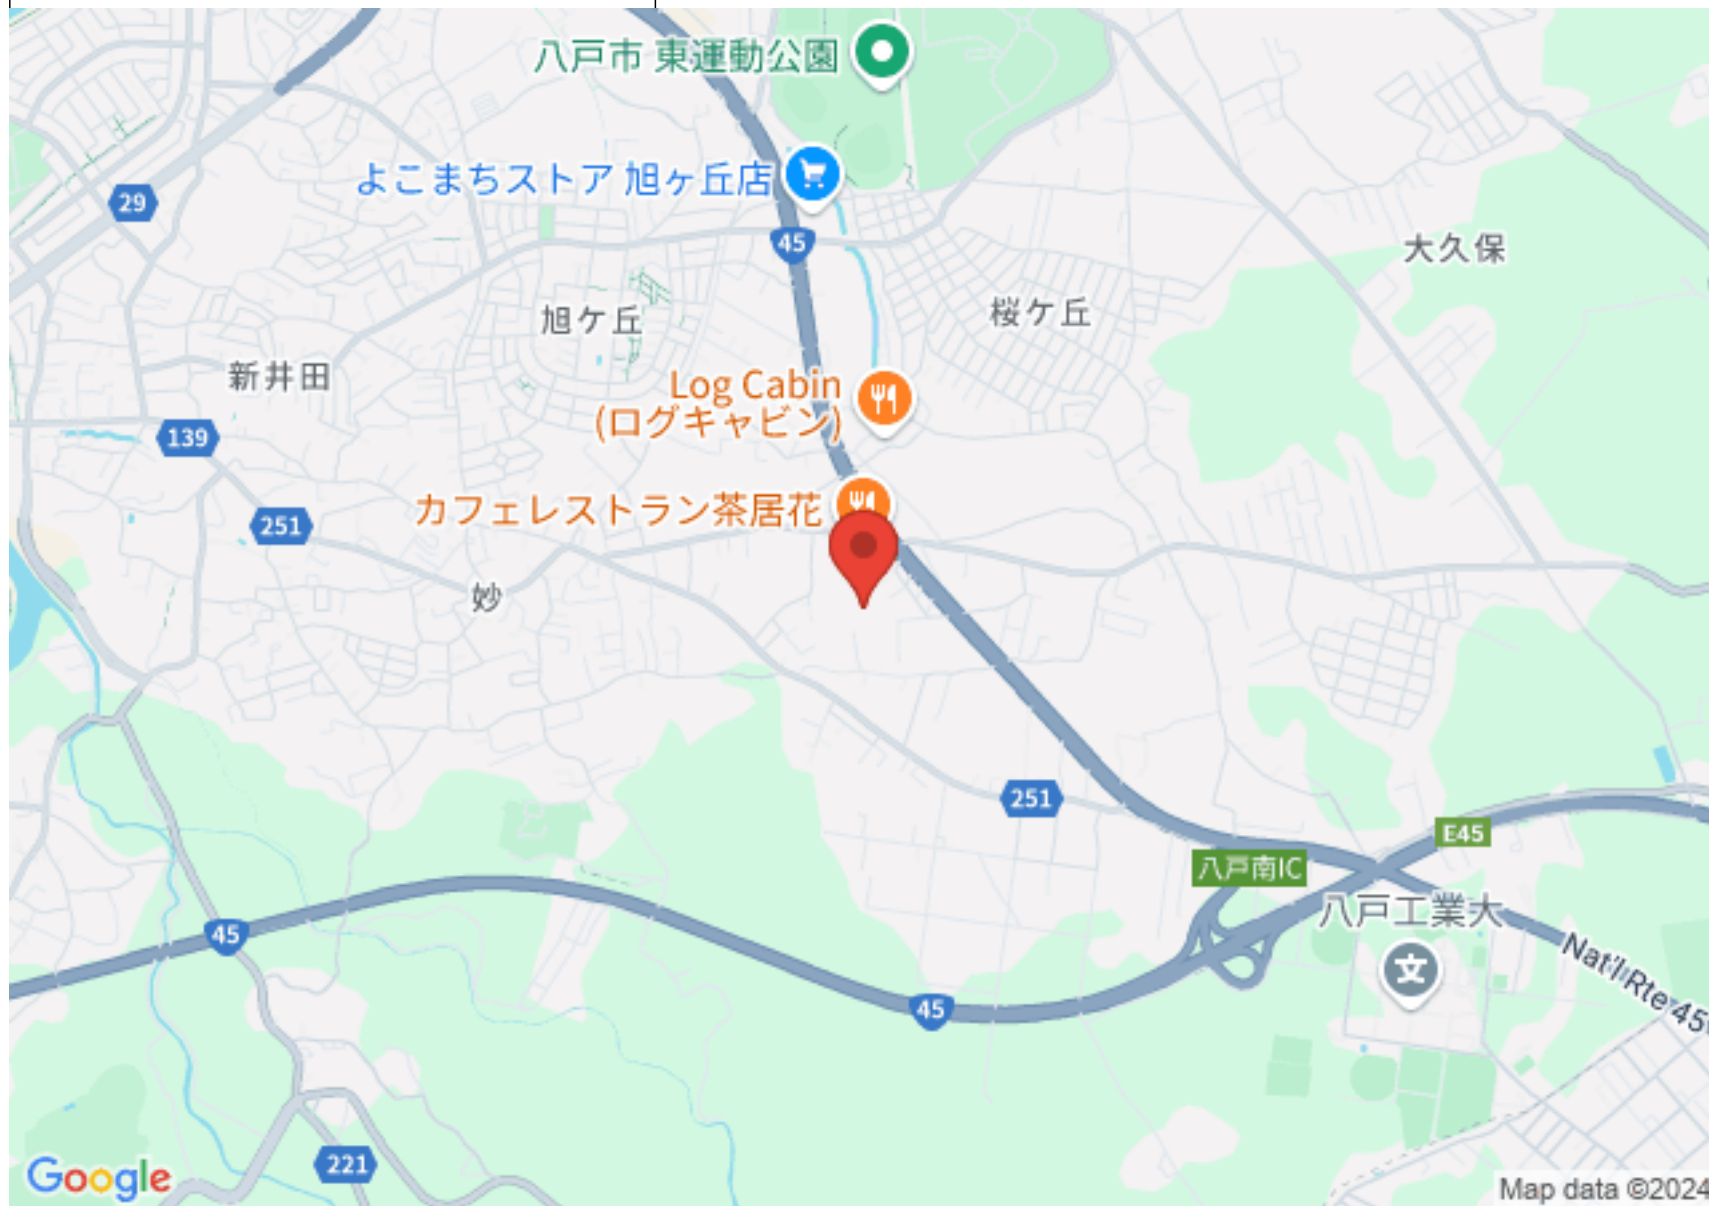 八戸市 東運動公園
よこまちストア 旭ヶ丘店
29
45
大久保
桜ケ丘
旭ケ丘
新井田
Log Cabin
(ログキャビン)
139
カフェレストラン茶居花
251
妙
251
E45
八戸南IC
八戸工業大
文
45
Nat'l Rte 45
45
221
Google
Map data ©2024